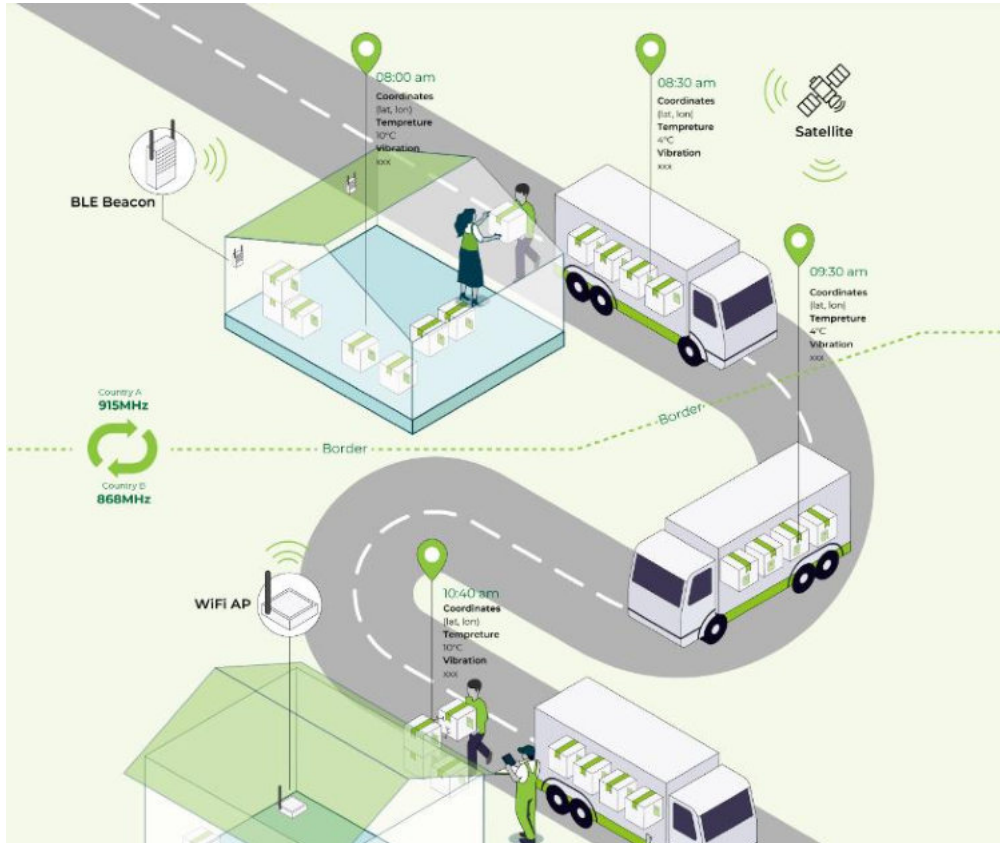 08:00 am
Coordinates
(lat, lon)
Tempreture
10°C
Vibration
xxx
08:30 am
Coordinates
(lat, lon(
Tempreture
4°C
Vibration
xxx
Satellite
BLE Beacon
09:30 am
Coordinates
(lat, lon)
Tempreture
4°C
Vibration
xxx
Country A
915MHz
Border
Border
Country B
868MHz
WiFi AP
10:40 am
Coordinates
(lat, lon)
Tempreture
10°C
Vibration
xxx